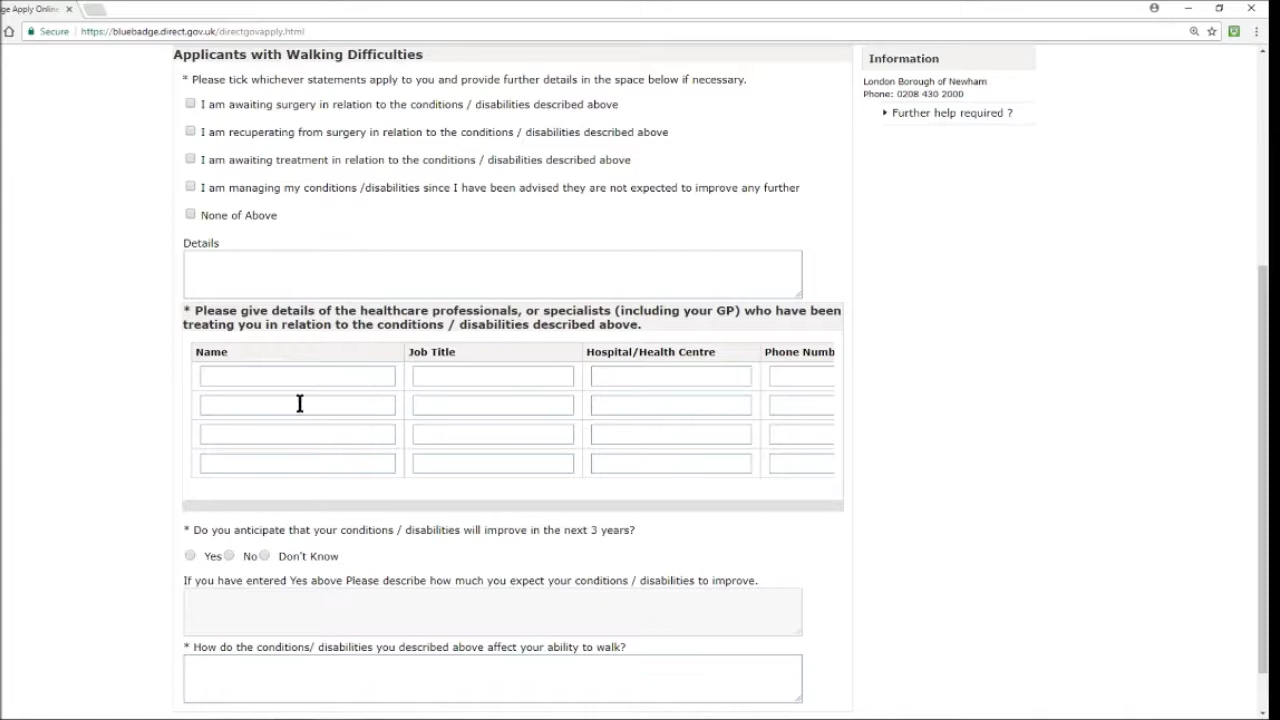 ge Apply Online
Secure https://bluebadge.direct.gov.uk/directgovapply.html
Applicants with Walking Difficulties
* Please tick whichever statements apply to you and provide further details in the space below if necessary.
I am awaiting surgery in relation to the conditions / disabilities described above
I am recuperating from surgery in relation to the conditions / disabilities described above
I am awaiting treatment in relation to the conditions / disabilities described above
I am managing my conditions /disabilities since I have been advised they are not expected to improve any further
None of Above
Details
* Please give details of the healthcare professionals, or specialists (including your GP) who have been
treating you in relation to the conditions / disabilities described above.
Name Job Title Hospital/Health Centre Phone Numb
* Do you anticipate that your conditions / disabilities will improve in the next 3 years?
Yes No Don't Know
If you have entered Yes above Please describe how much you expect your conditions / disabilities to improve.
* How do the conditions/ disabilities you described above affect your ability to walk?
Information
London Borough of Newham
Phone: 0208 430 2000
Further help required ?